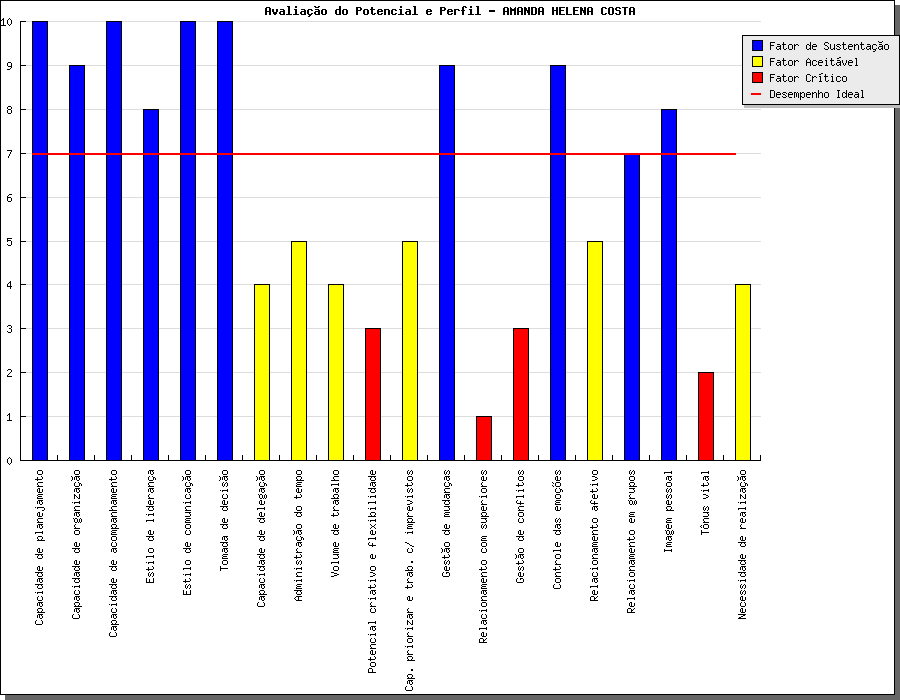 Avaliação do Potencial e Perfil - AMANDA HELENA COSTA
Fator de Sustentação
Fator Aceitável
Fator Crítico
Desempenho Ideal
10
9
8
7
6
5
4
3
2
1
0
Capacidade de planejamento
Capacidade de organização
Capacidade de acompanhamento
Estilo de liderança
Estilo de comunicação
Tomada de decisão
Capacidade de delegação
Administração do tempo
Volume de trabalho
Potencial criativo e flexibilidade
Cap. priorizar e trab. c/ imprevistos
Gestão de mudanças
Relacionamento com superiores
Gestão de conflitos
Controle das emoções
Relacionamento afetivo
Relacionamento em grupos
Imagem pessoal
Tônus vital
Necessidade de realização